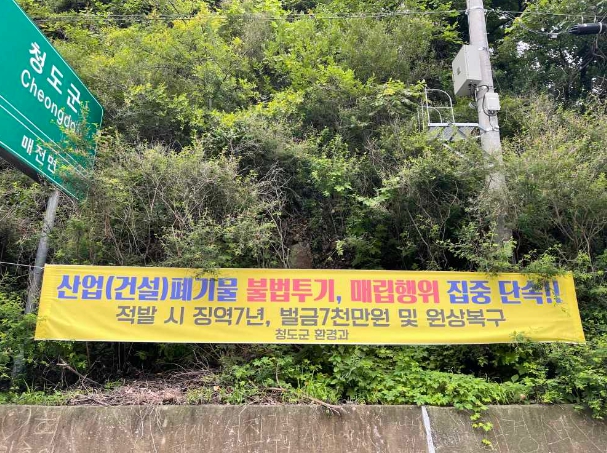 청도군
Cheongdo
매전면
산업(건설)폐기물 불법투기, 매립행위 집중 단속!!
적발 시 징역7년, 벌금7천만원 및 원상복구
청도군 환경과